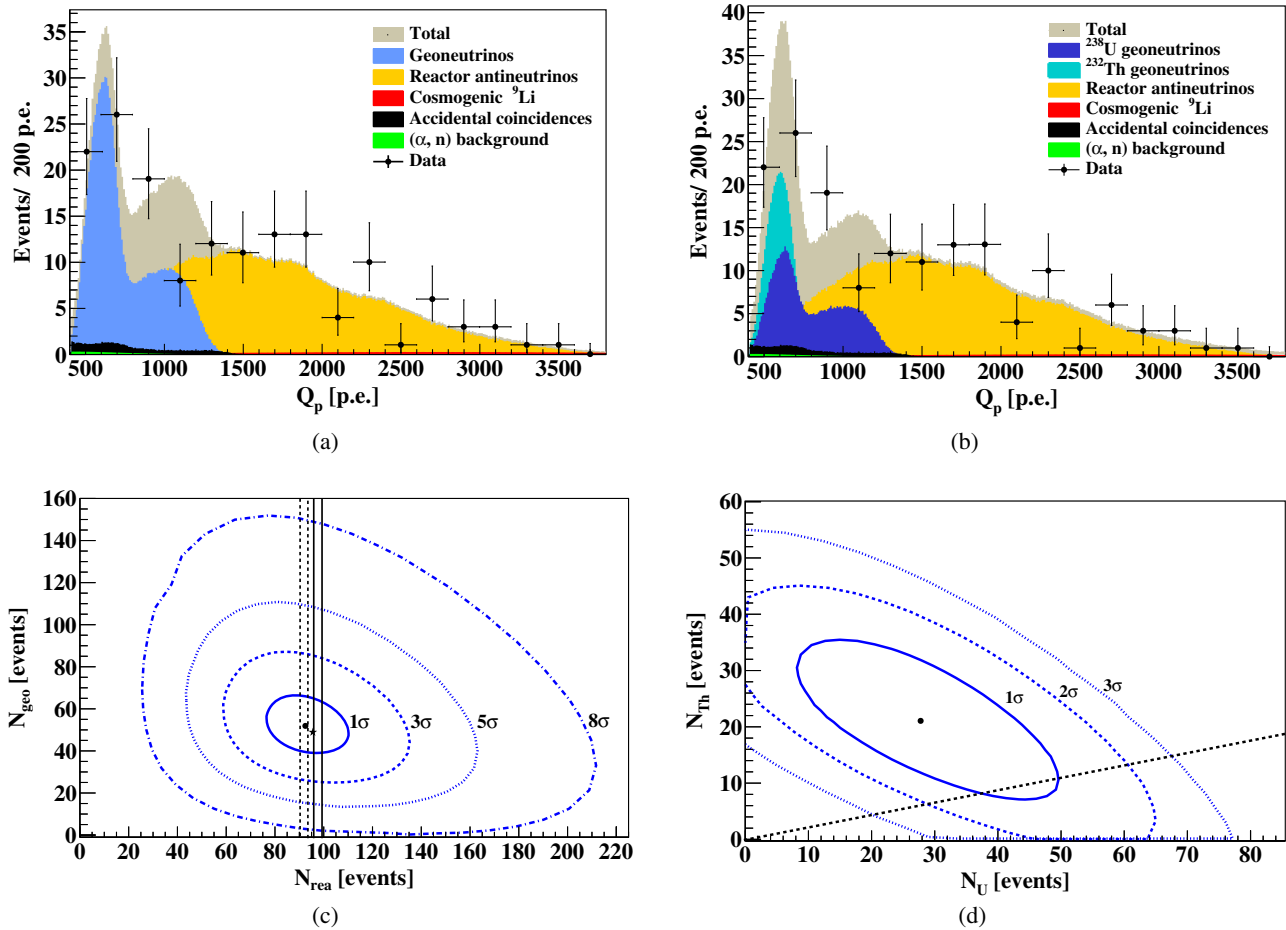 35
30
25
20
15
10
5
0
Events/ 200 p.e.
Total
Geoneutrinos
Reactor antineutrinos
Cosmogenic ⁹Li
Accidental coincidences
(α, n) background
Data
500 1000 1500 2000 2500 3000 3500
Qₚ [p.e.]
(a)
40
35
30
25
20
15
10
5
0
Events/ 200 p.e.
Total
²³⁸U geoneutrinos
²³²Th geoneutrinos
Reactor antineutrinos
Cosmogenic ⁹Li
Accidental coincidences
(α, n) background
Data
500 1000 1500 2000 2500 3000 3500
Qₚ [p.e.]
(b)
160
140
120
100
80
60
40
20
0
N_geo [events]
1σ 3σ 5σ 8σ
0 20 40 60 80 100 120 140 160 180 200 220
N_rea [events]
(c)
60
50
40
30
20
10
0
N_Th [events]
1σ 2σ 3σ
0 10 20 30 40 50 60 70 80
N_U [events]
(d)